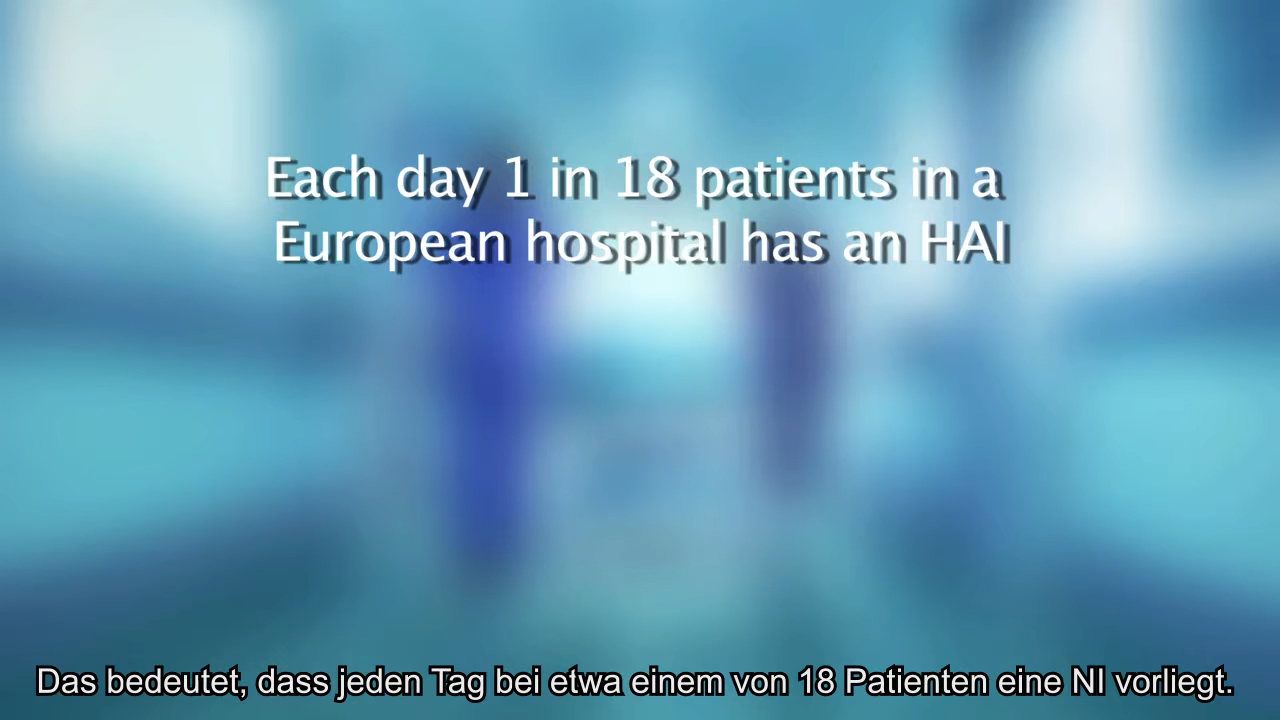 Each day 1 in 18 patients in a
European hospital has an HAI
Das bedeutet, dass jeden Tag bei etwa einem von 18 Patienten eine NI vorliegt.